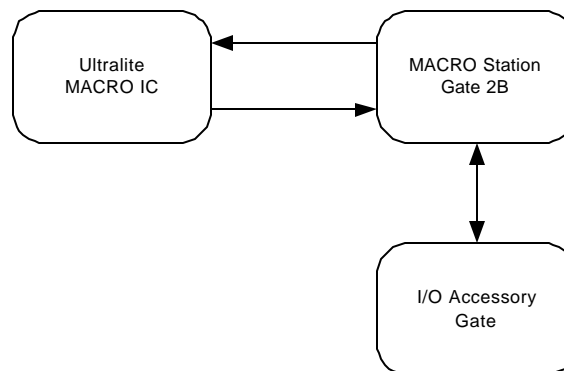 Ultralite
MACRO IC
MACRO Station
Gate 2B
I/O Accessory
Gate